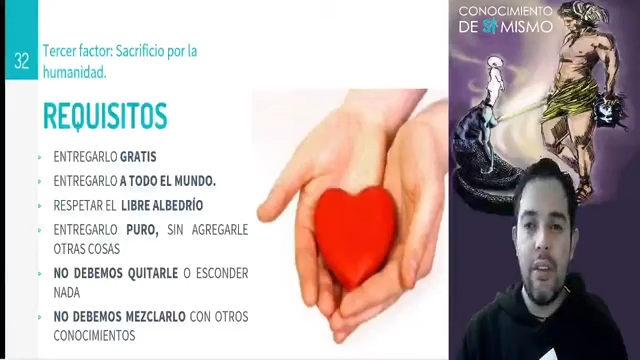 32
Tercer factor: Sacrificio por la
humanidad.
REQUISITOS
ENTREGARLO GRATIS
ENTREGARLO A TODO EL MUNDO.
RESPETAR EL LIBRE ALBEDRÍO
ENTREGARLO PURO, SIN AGREGARLE
OTRAS COSAS
NO DEBEMOS QUITARLE O ESCONDER
NADA
NO DEBEMOS MEZCLARLO CON OTROS
CONOCIMIENTOS
CONOCIMIENTO
DE SÍ MISMO